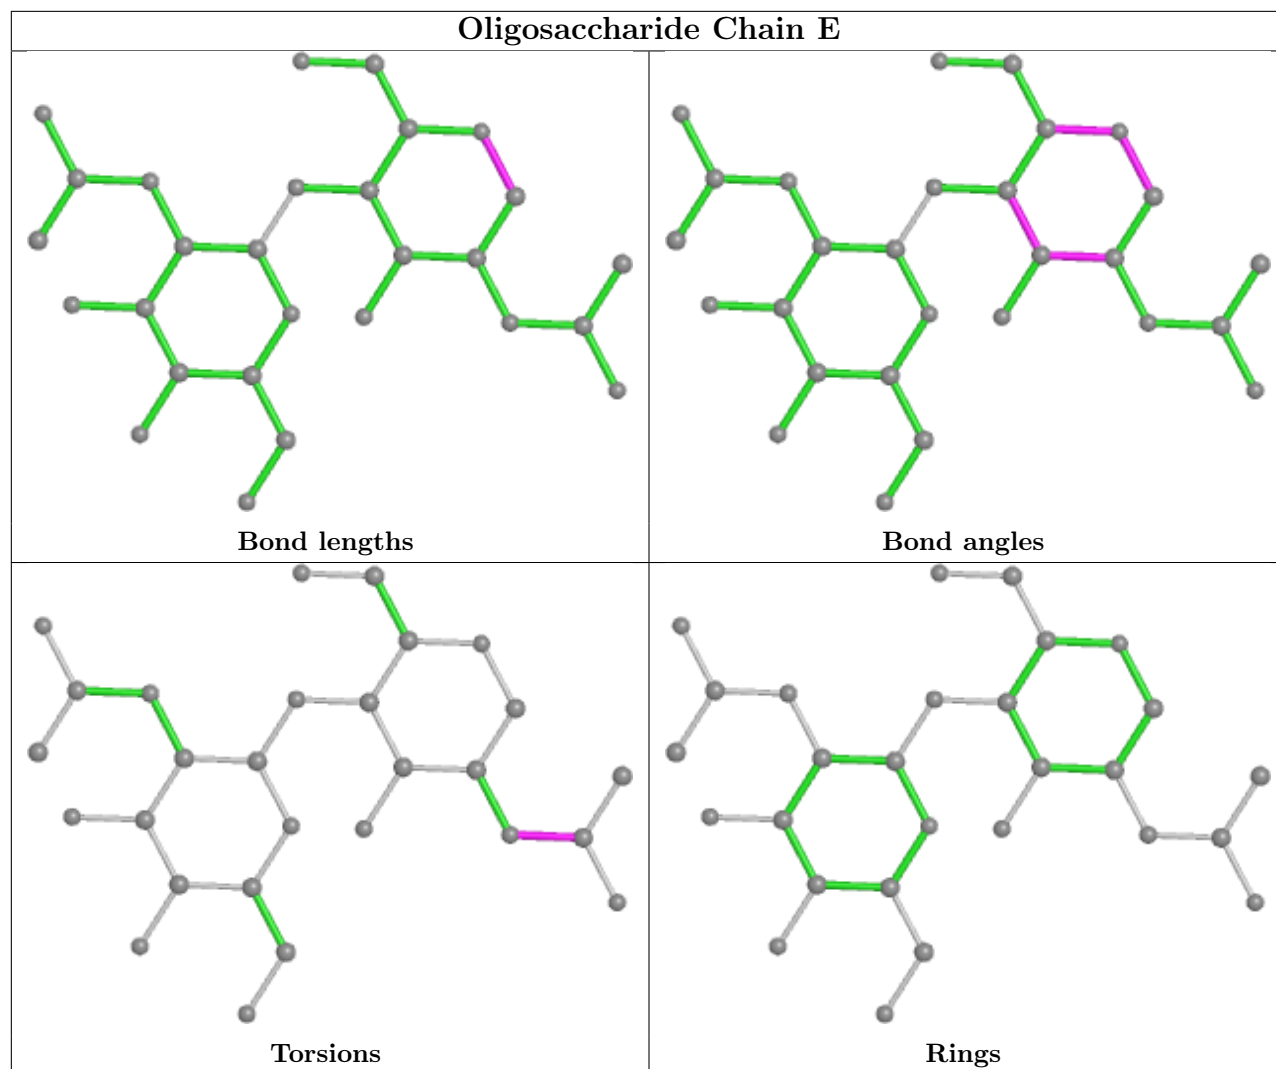 Oligosaccharide Chain E
Bond lengths
Bond angles
Torsions
Rings